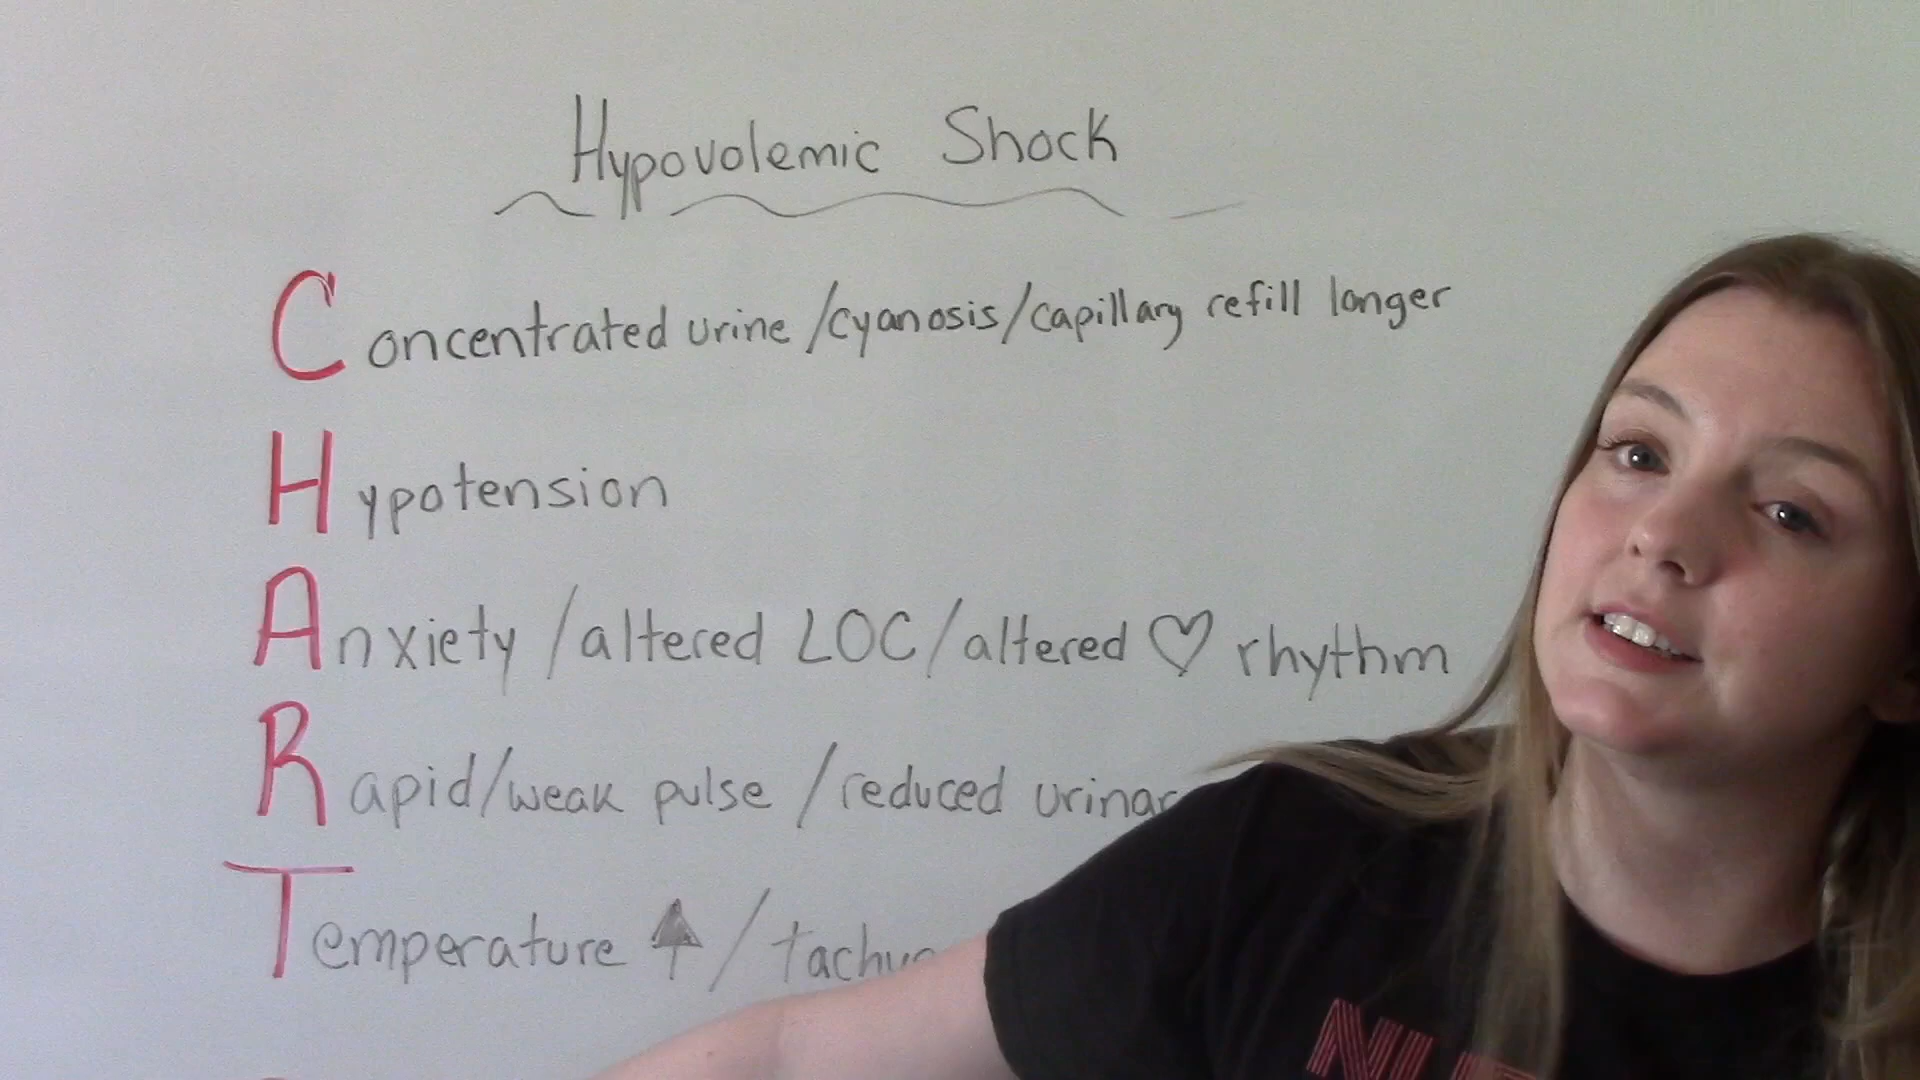 Hypovolemic Shock
Concentrated urine /cyanosis/capillary refill longer
Hypotension
Anxiety /altered LOC/altered ♡ rhythm
Rapid/weak pulse /reduced
Temperature ↑/